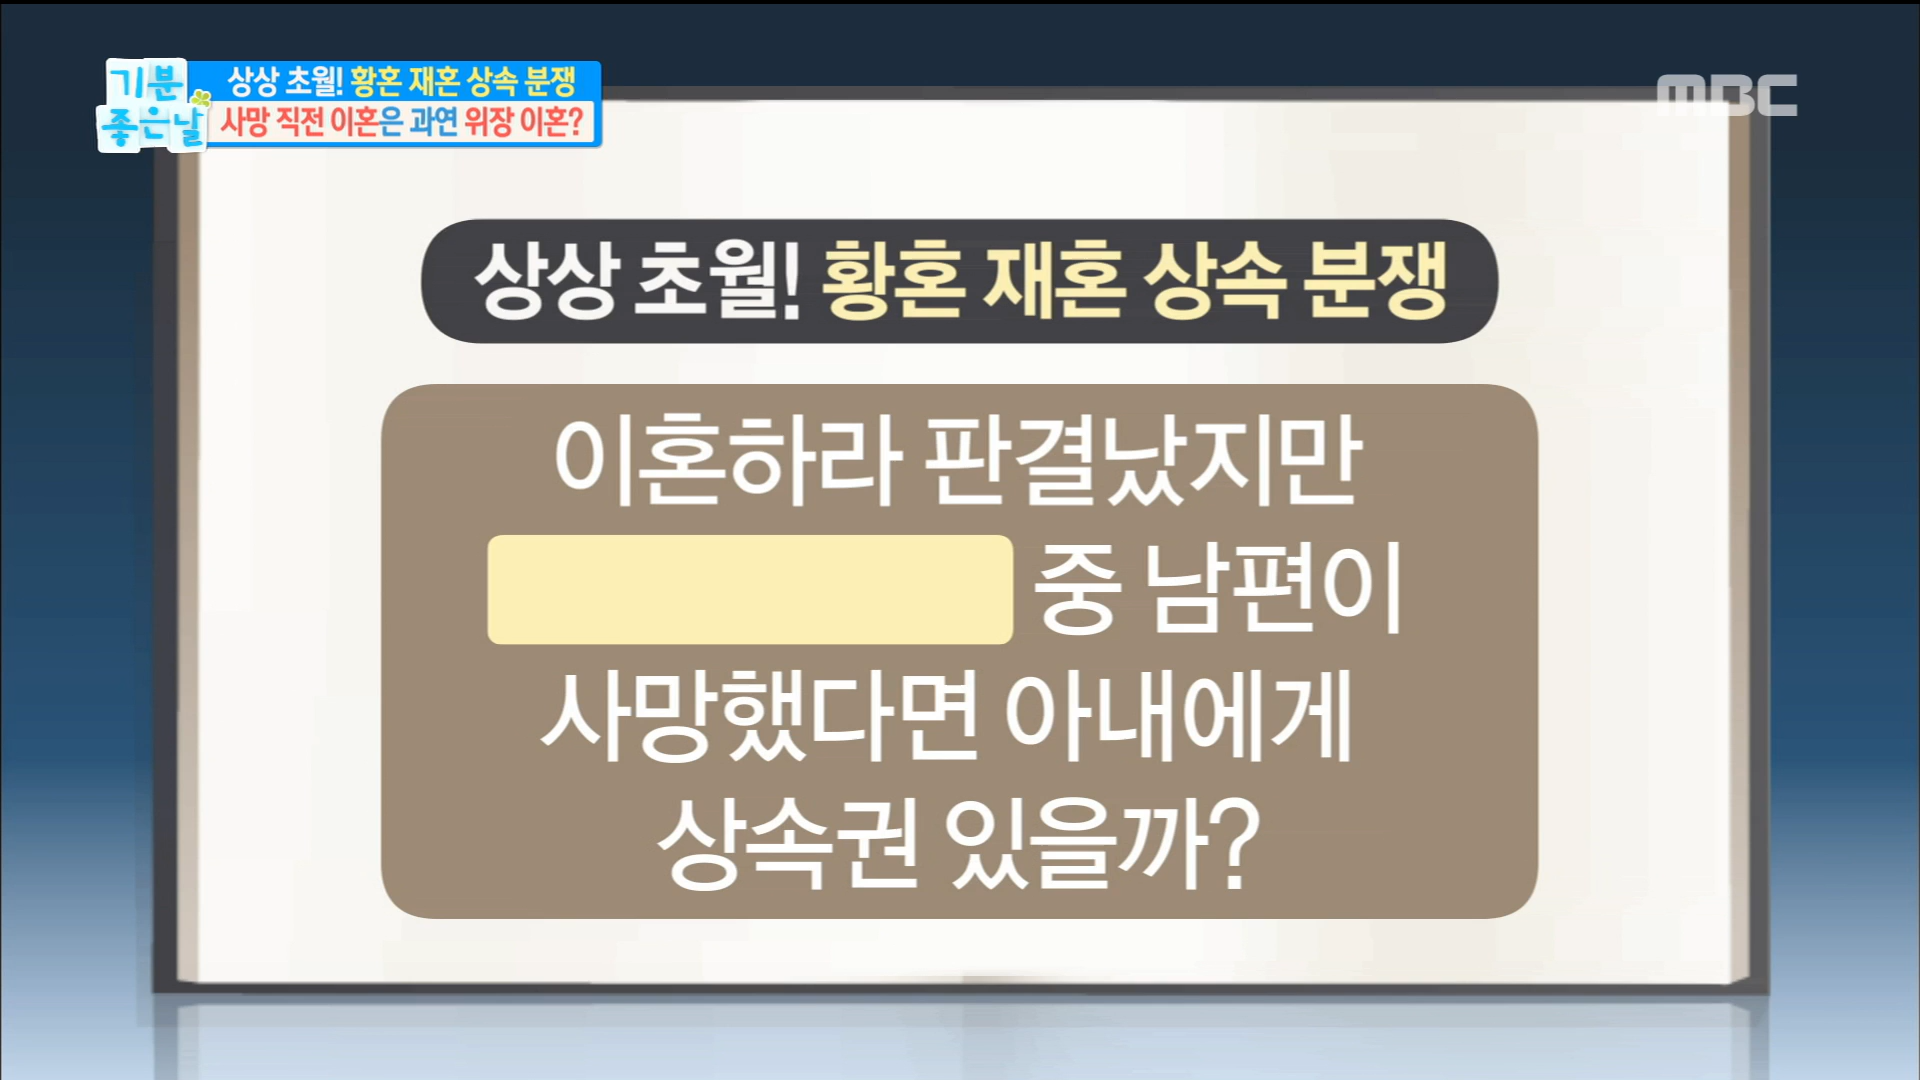 기분
좋은날
상상 초월! 황혼 재혼 상속 분쟁
사망 직전 이혼은 과연 위장 이혼?
MBC
상상 초월! 황혼 재혼 상속 분쟁
이혼하라 판결났지만
중 남편이
사망했다면 아내에게
상속권 있을까?